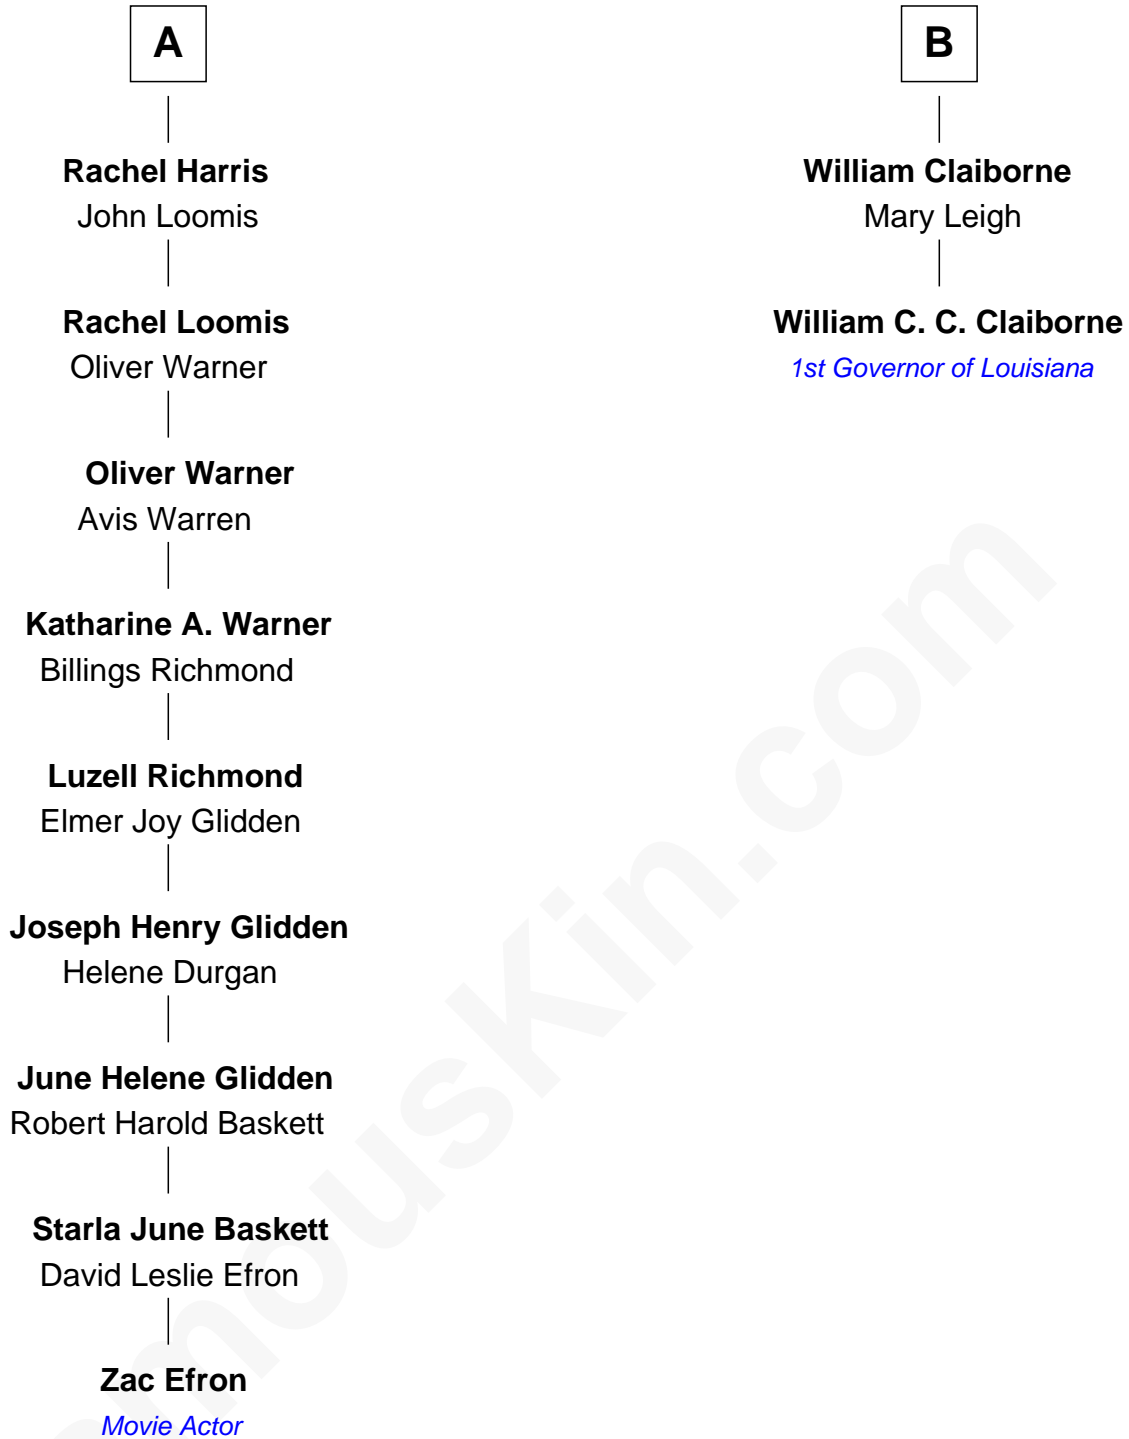 A
Rachel Harris
John Loomis
Rachel Loomis
Oliver Warner
Oliver Warner
Avis Warren
Katharine A. Warner
Billings Richmond
Luzell Richmond
Elmer Joy Glidden
Joseph Henry Glidden
Helene Durgan
June Helene Glidden
Robert Harold Baskett
Starla June Baskett
David Leslie Efron
Zac Efron
Movie Actor
B
William Claiborne
Mary Leigh
William C. C. Claiborne
1st Governor of Louisiana
mousKin.com